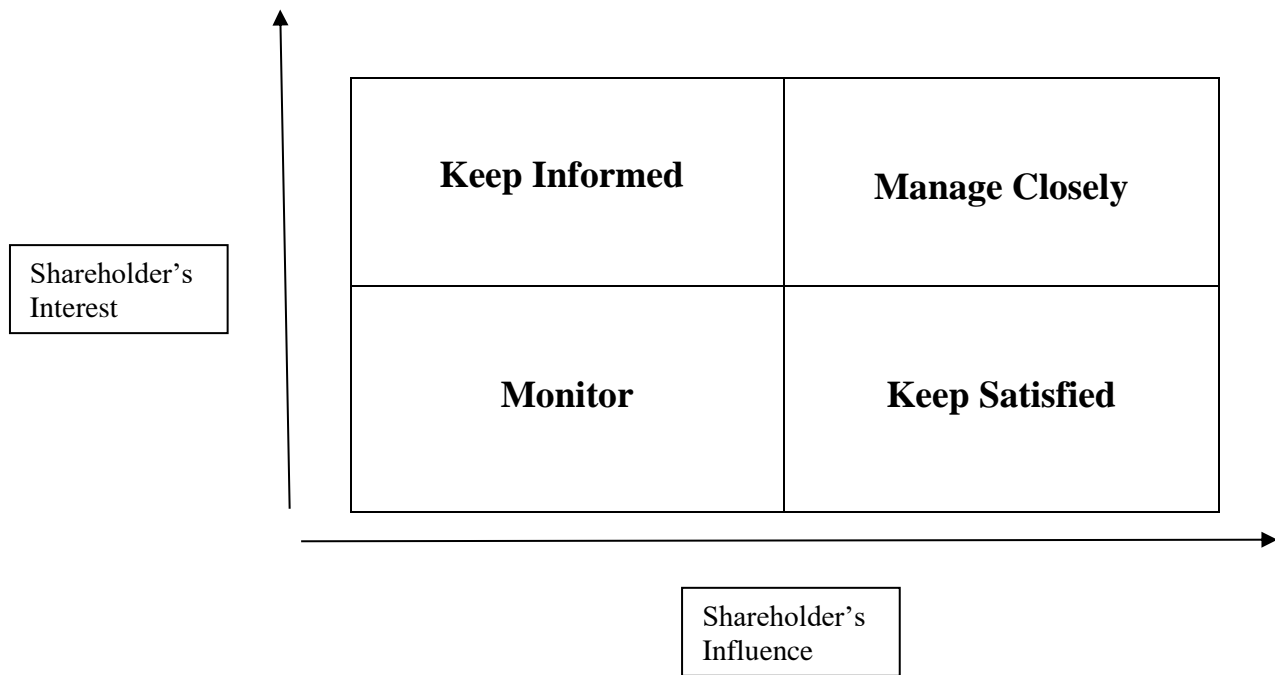 Keep Informed
Manage Closely
Shareholder’s
Interest
Monitor
Keep Satisfied
Shareholder’s
Influence